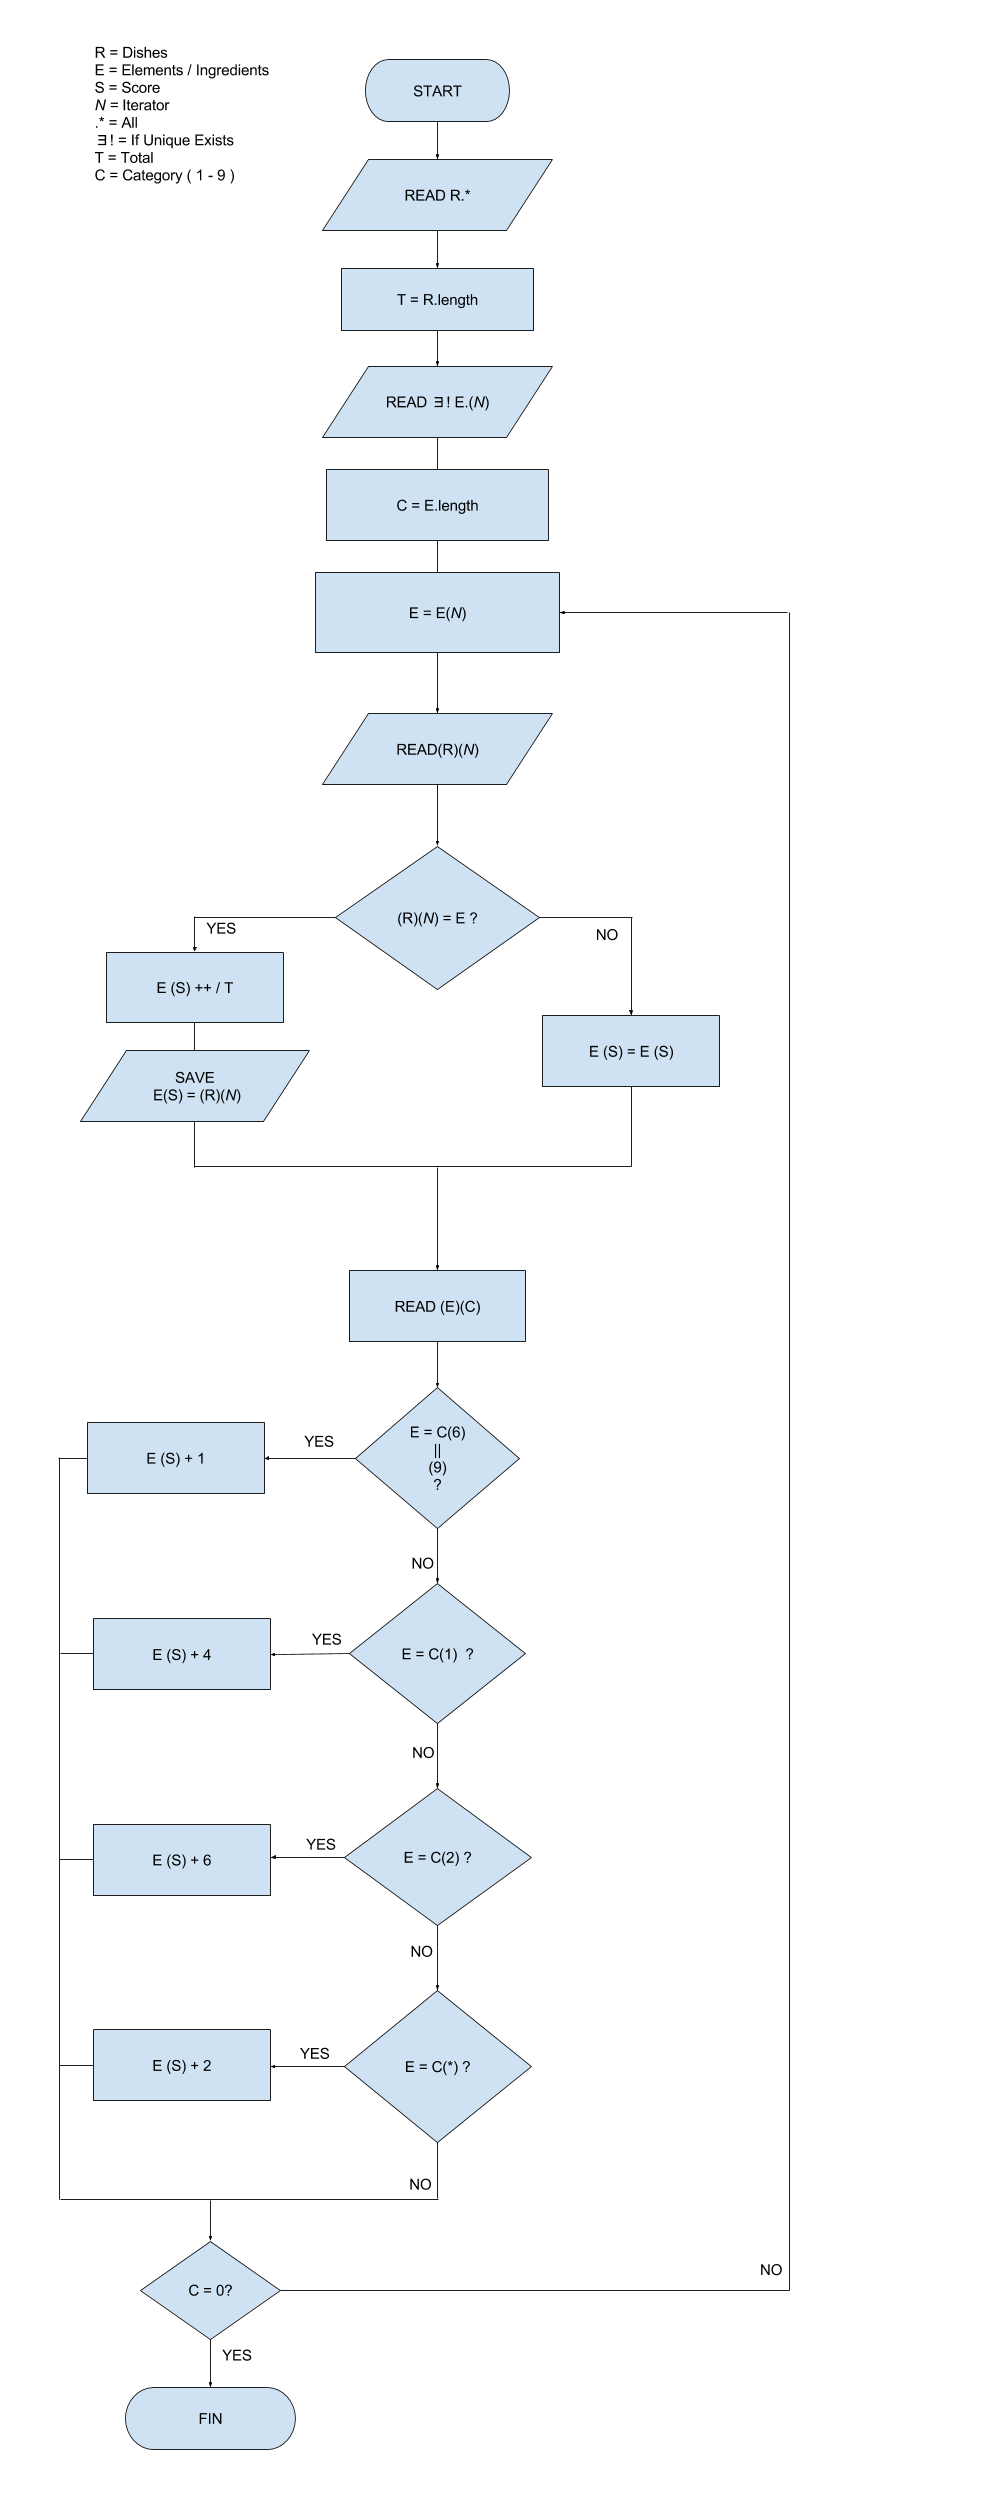 R = Dishes
E = Elements / Ingredients
S = Score
N = Iterator
.* = All
∃ ! = If Unique Exists
T = Total
C = Category ( 1 - 9 )
START
READ R.*
T = R.length
READ ∃ ! E.(N)
C = E.length
E = E(N)
READ(R)(N)
(R)(N) = E ?
YES
NO
E (S) ++ / T
E (S) = E (S)
SAVE
E(S) = (R)(N)
READ (E)(C)
E = C(6)
||
(9)
?
YES
E (S) + 1
NO
E = C(1) ?
YES
E (S) + 4
NO
E = C(2) ?
YES
E (S) + 6
NO
E = C(*) ?
YES
E (S) + 2
NO
C = 0?
NO
YES
FIN